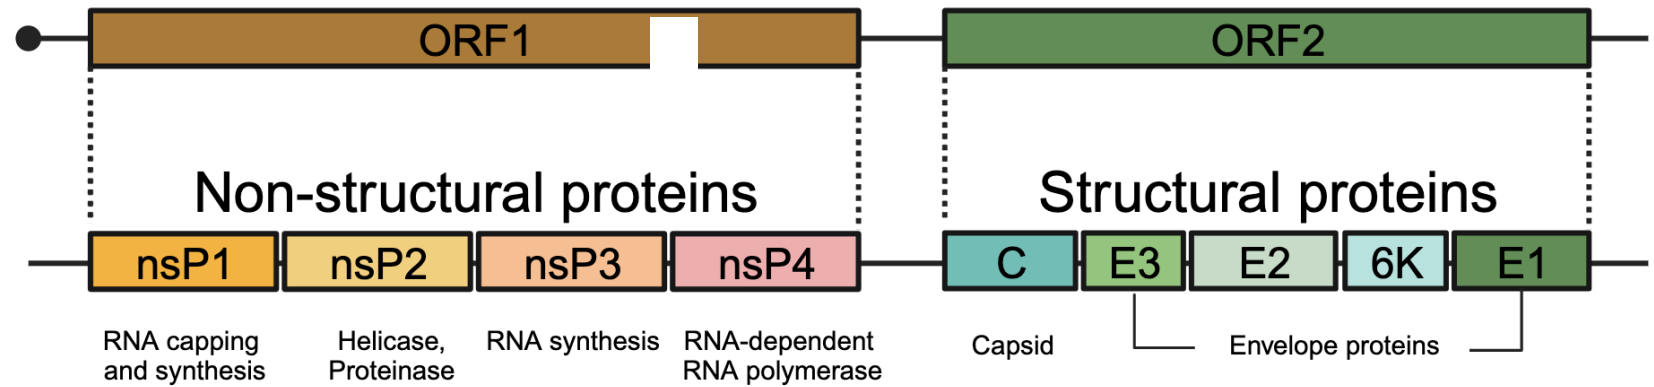 ORF1
ORF2
Non-structural proteins
Structural proteins
nsP1
nsP2
nsP3
nsP4
C
E3
E2
6K
E1
RNA capping
and synthesis
Helicase,
Proteinase
RNA synthesis
RNA-dependent
RNA polymerase
Capsid
Envelope proteins